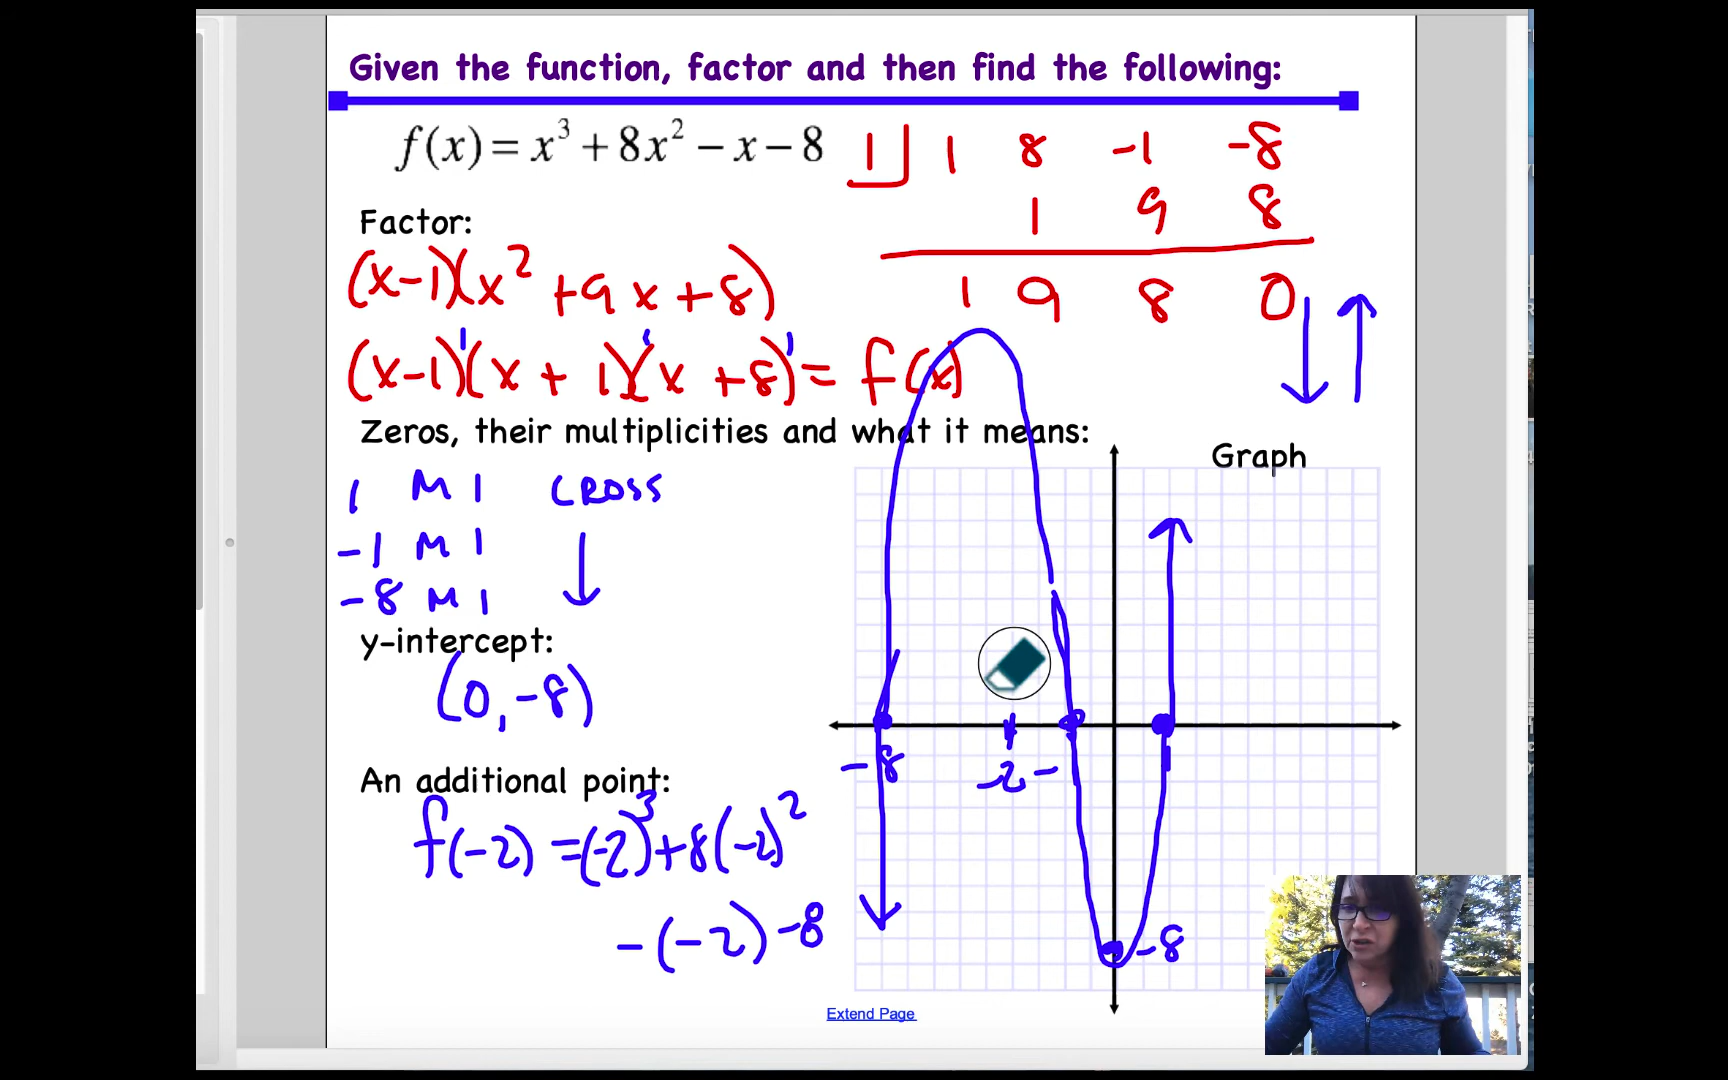 Given the function, factor and then find the following:
f(x) = x³ + 8x² − x − 8
1 1 8 -1 -8
1 9 8
1 9 8 0
Factor:
(x-1)(x² + 9x + 8)
(x-1)¹(x + 1)¹(x + 8)¹ = f(x)
Zeros, their multiplicities and what it means:
1 M 1 CROSS
-1 M 1
-8 M 1
y-intercept:
(0, -8)
An additional point:
f(-2) = (-2)³ + 8(-2)²
-(-2) -8
Graph
-8 -2 -
1
-8
Extend Page